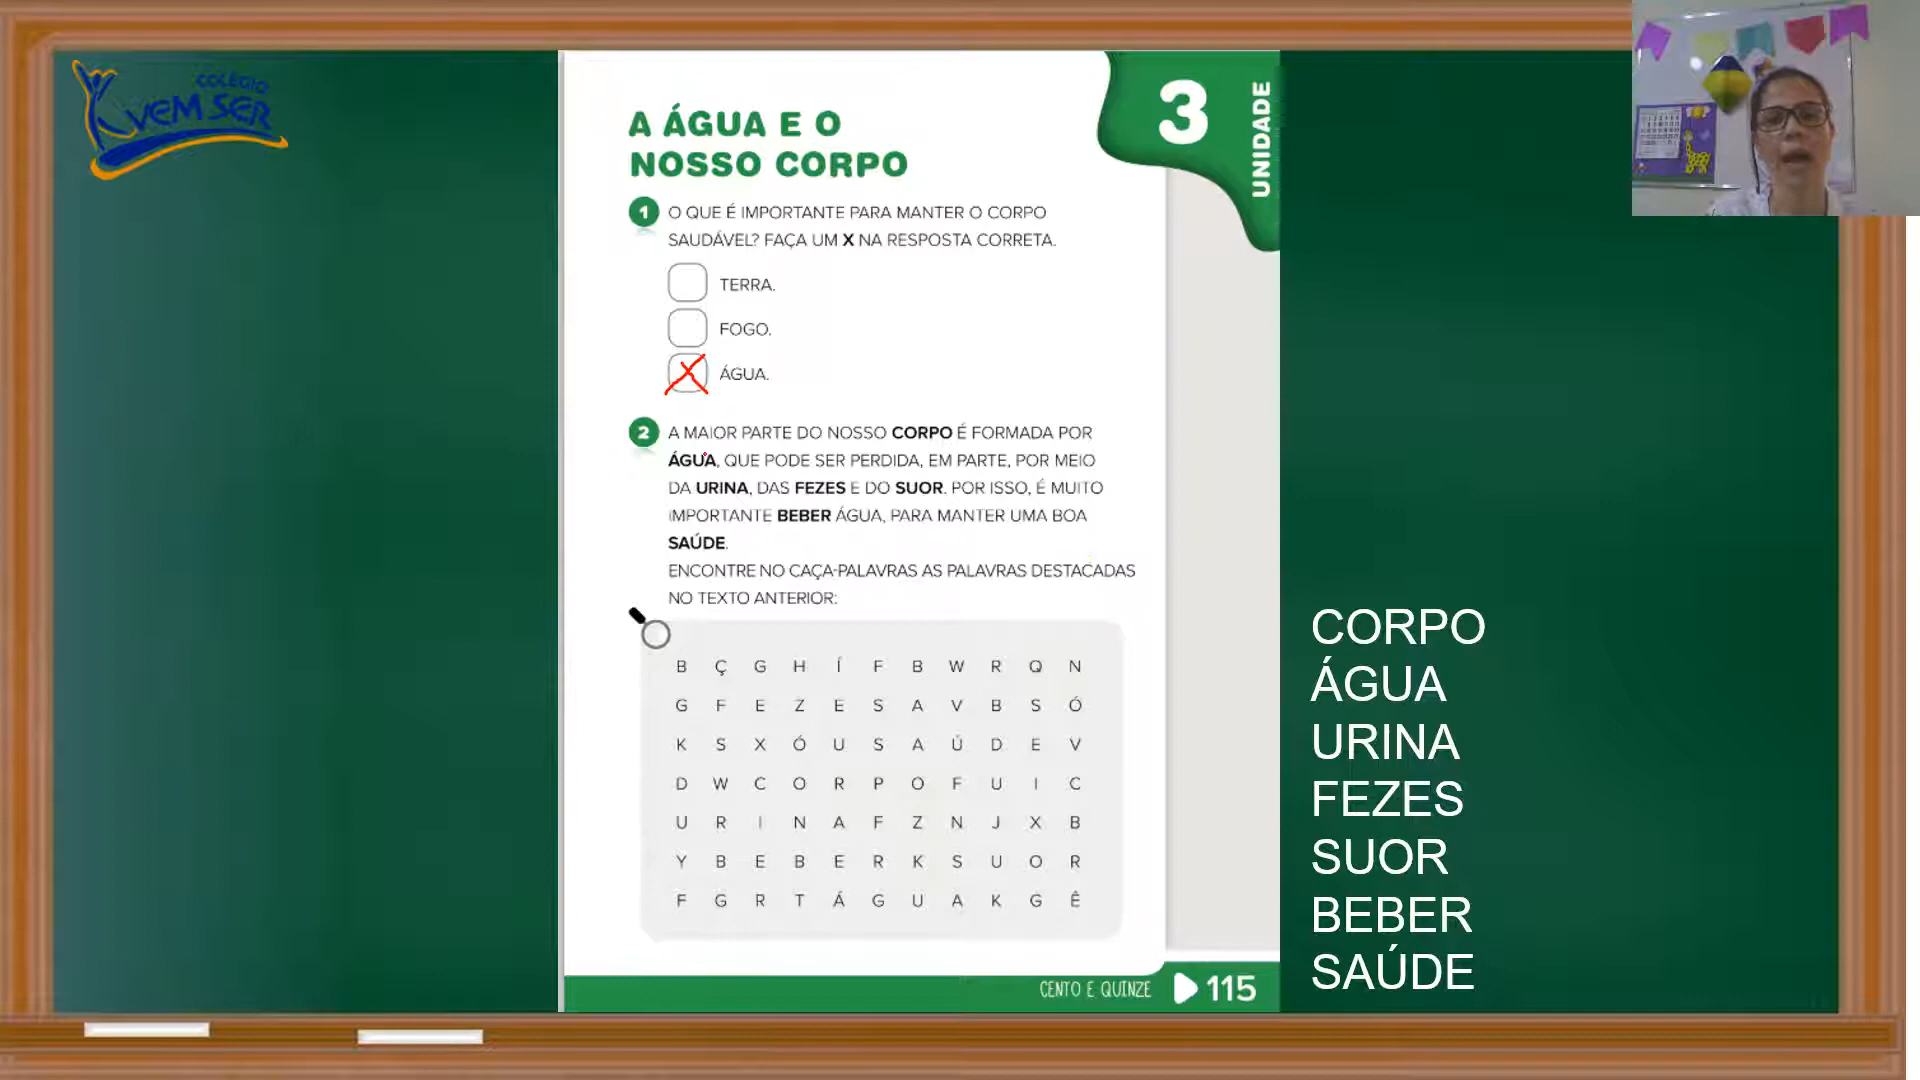 COLÉGIO
VEM SER
A ÁGUA E O
NOSSO CORPO
3
UNIDADE
1 O QUE É IMPORTANTE PARA MANTER O CORPO
SAUDÁVEL? FAÇA UM X NA RESPOSTA CORRETA.
TERRA.
FOGO.
X ÁGUA.
2 A MAIOR PARTE DO NOSSO CORPO É FORMADA POR
ÁGUA, QUE PODE SER PERDIDA, EM PARTE, POR MEIO
DA URINA, DAS FEZES E DO SUOR. POR ISSO, É MUITO
IMPORTANTE BEBER ÁGUA, PARA MANTER UMA BOA
SAÚDE.
ENCONTRE NO CAÇA-PALAVRAS AS PALAVRAS DESTACADAS
NO TEXTO ANTERIOR:
B Ç G H Í F B W R Q N
G F E Z E S A V B S Ó
K S X Ó U S A Ú D E V
D W C O R P O F U I C
U R I N A F Z N J X B
Y B E B E R K S U O R
F G R T Á G U A K G Ê
CENTO E QUINZE 115
CORPO
ÁGUA
URINA
FEZES
SUOR
BEBER
SAÚDE